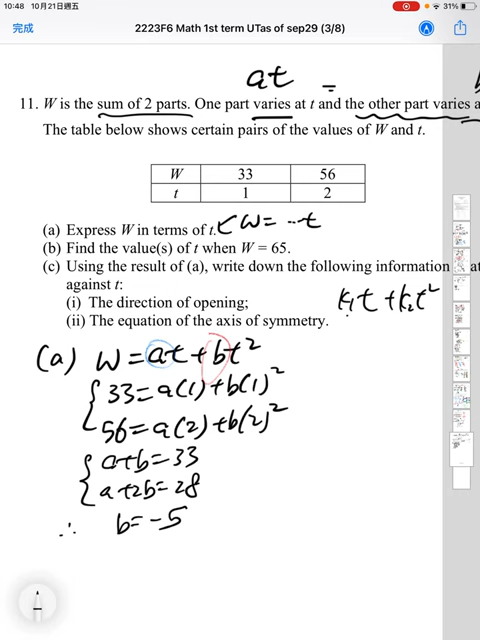 10:48 10月21日週五
31%
完成 2223F6 Math 1st term UTas of sep29 (3/8)
at =
11. W is the sum of 2 parts. One part varies at t and the other part varies a
The table below shows certain pairs of the values of W and t.
W 33 56
t 1 2
(a) Express W in terms of t. < W = ... t
(b) Find the value(s) of t when W = 65.
(c) Using the result of (a), write down the following information
against t:
(i) The direction of opening;
k₁t + k₂t²
(ii) The equation of the axis of symmetry.
(a) W = at + bt²
33 = a(1) + b(1)²
56 = a(2) + b(2)²
a+b = 33
a+2b = 28
∴ b = -5